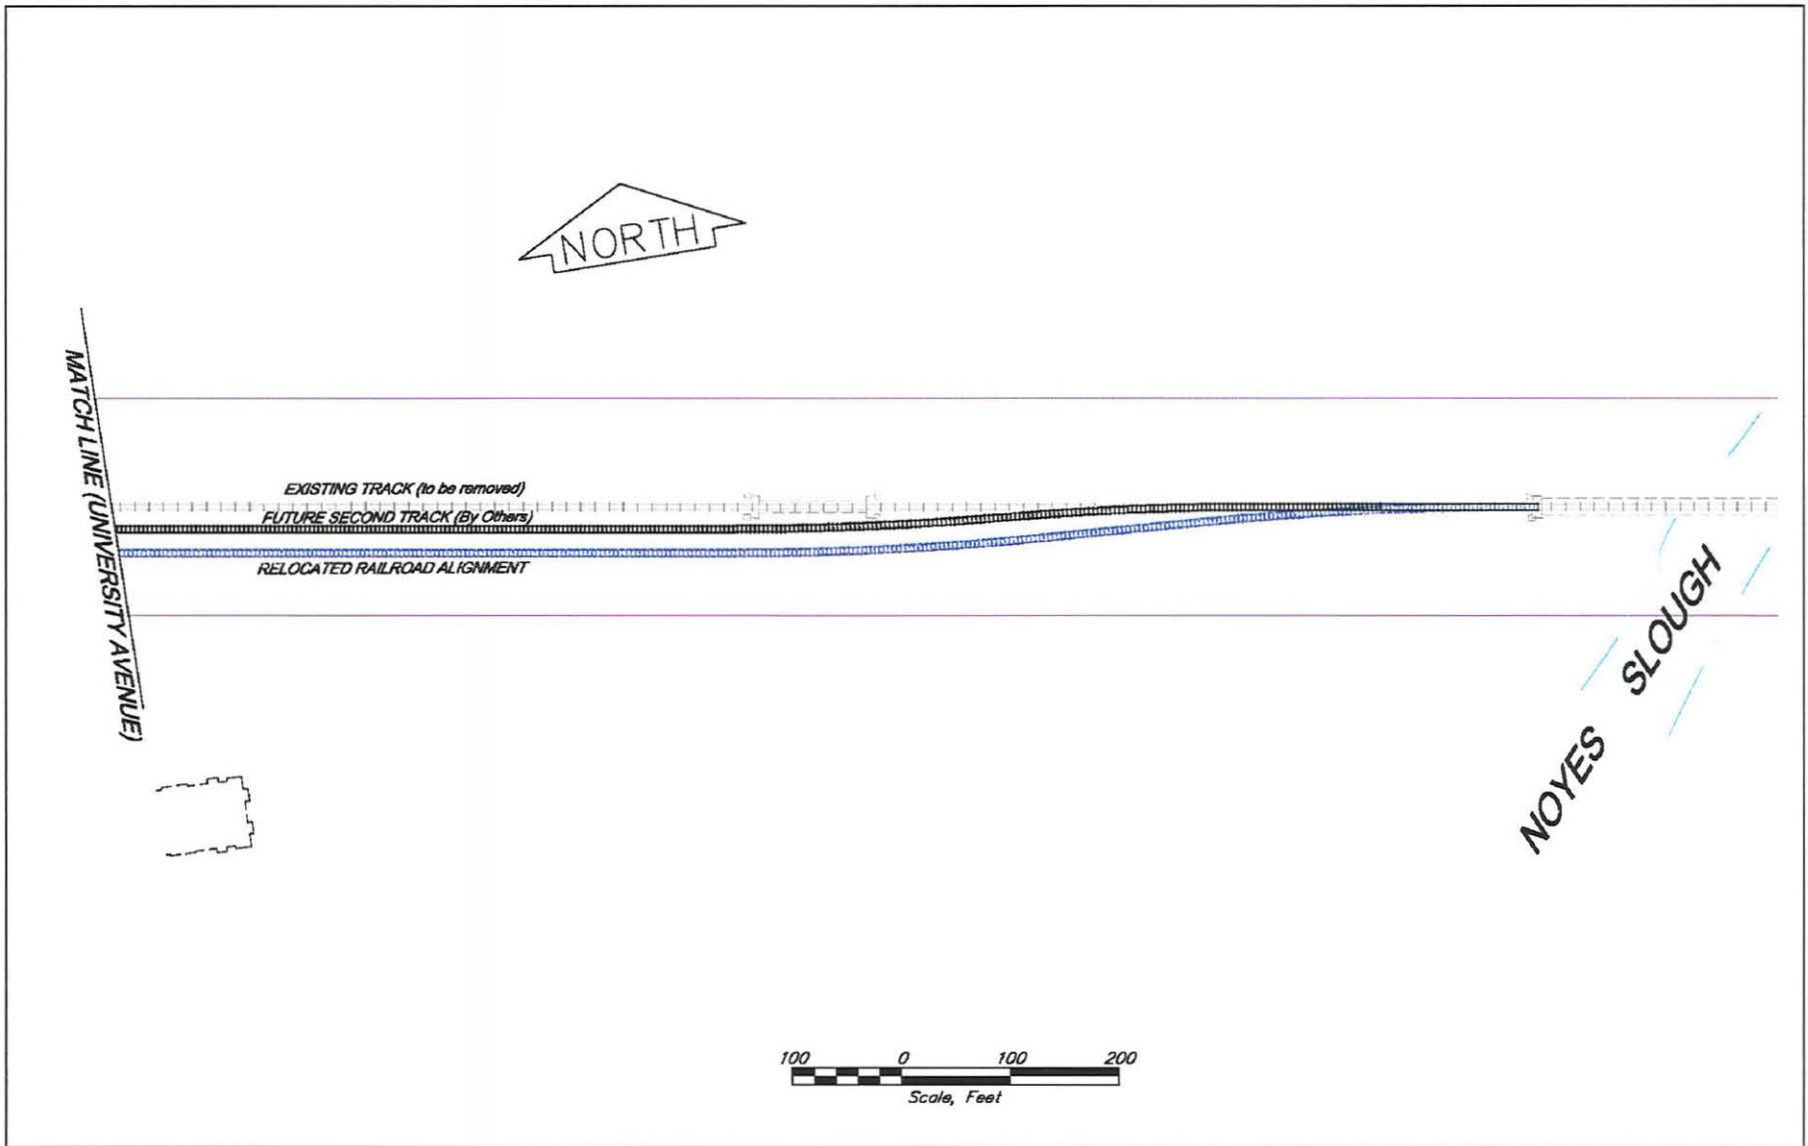 NORTH
MATCH LINE (UNIVERSITY AVENUE)
EXISTING TRACK (to be removed)
FUTURE SECOND TRACK (By Others)
RELOCATED RAILROAD ALIGNMENT
NOYES SLOUGH
100 0 100 200
Scale, Feet